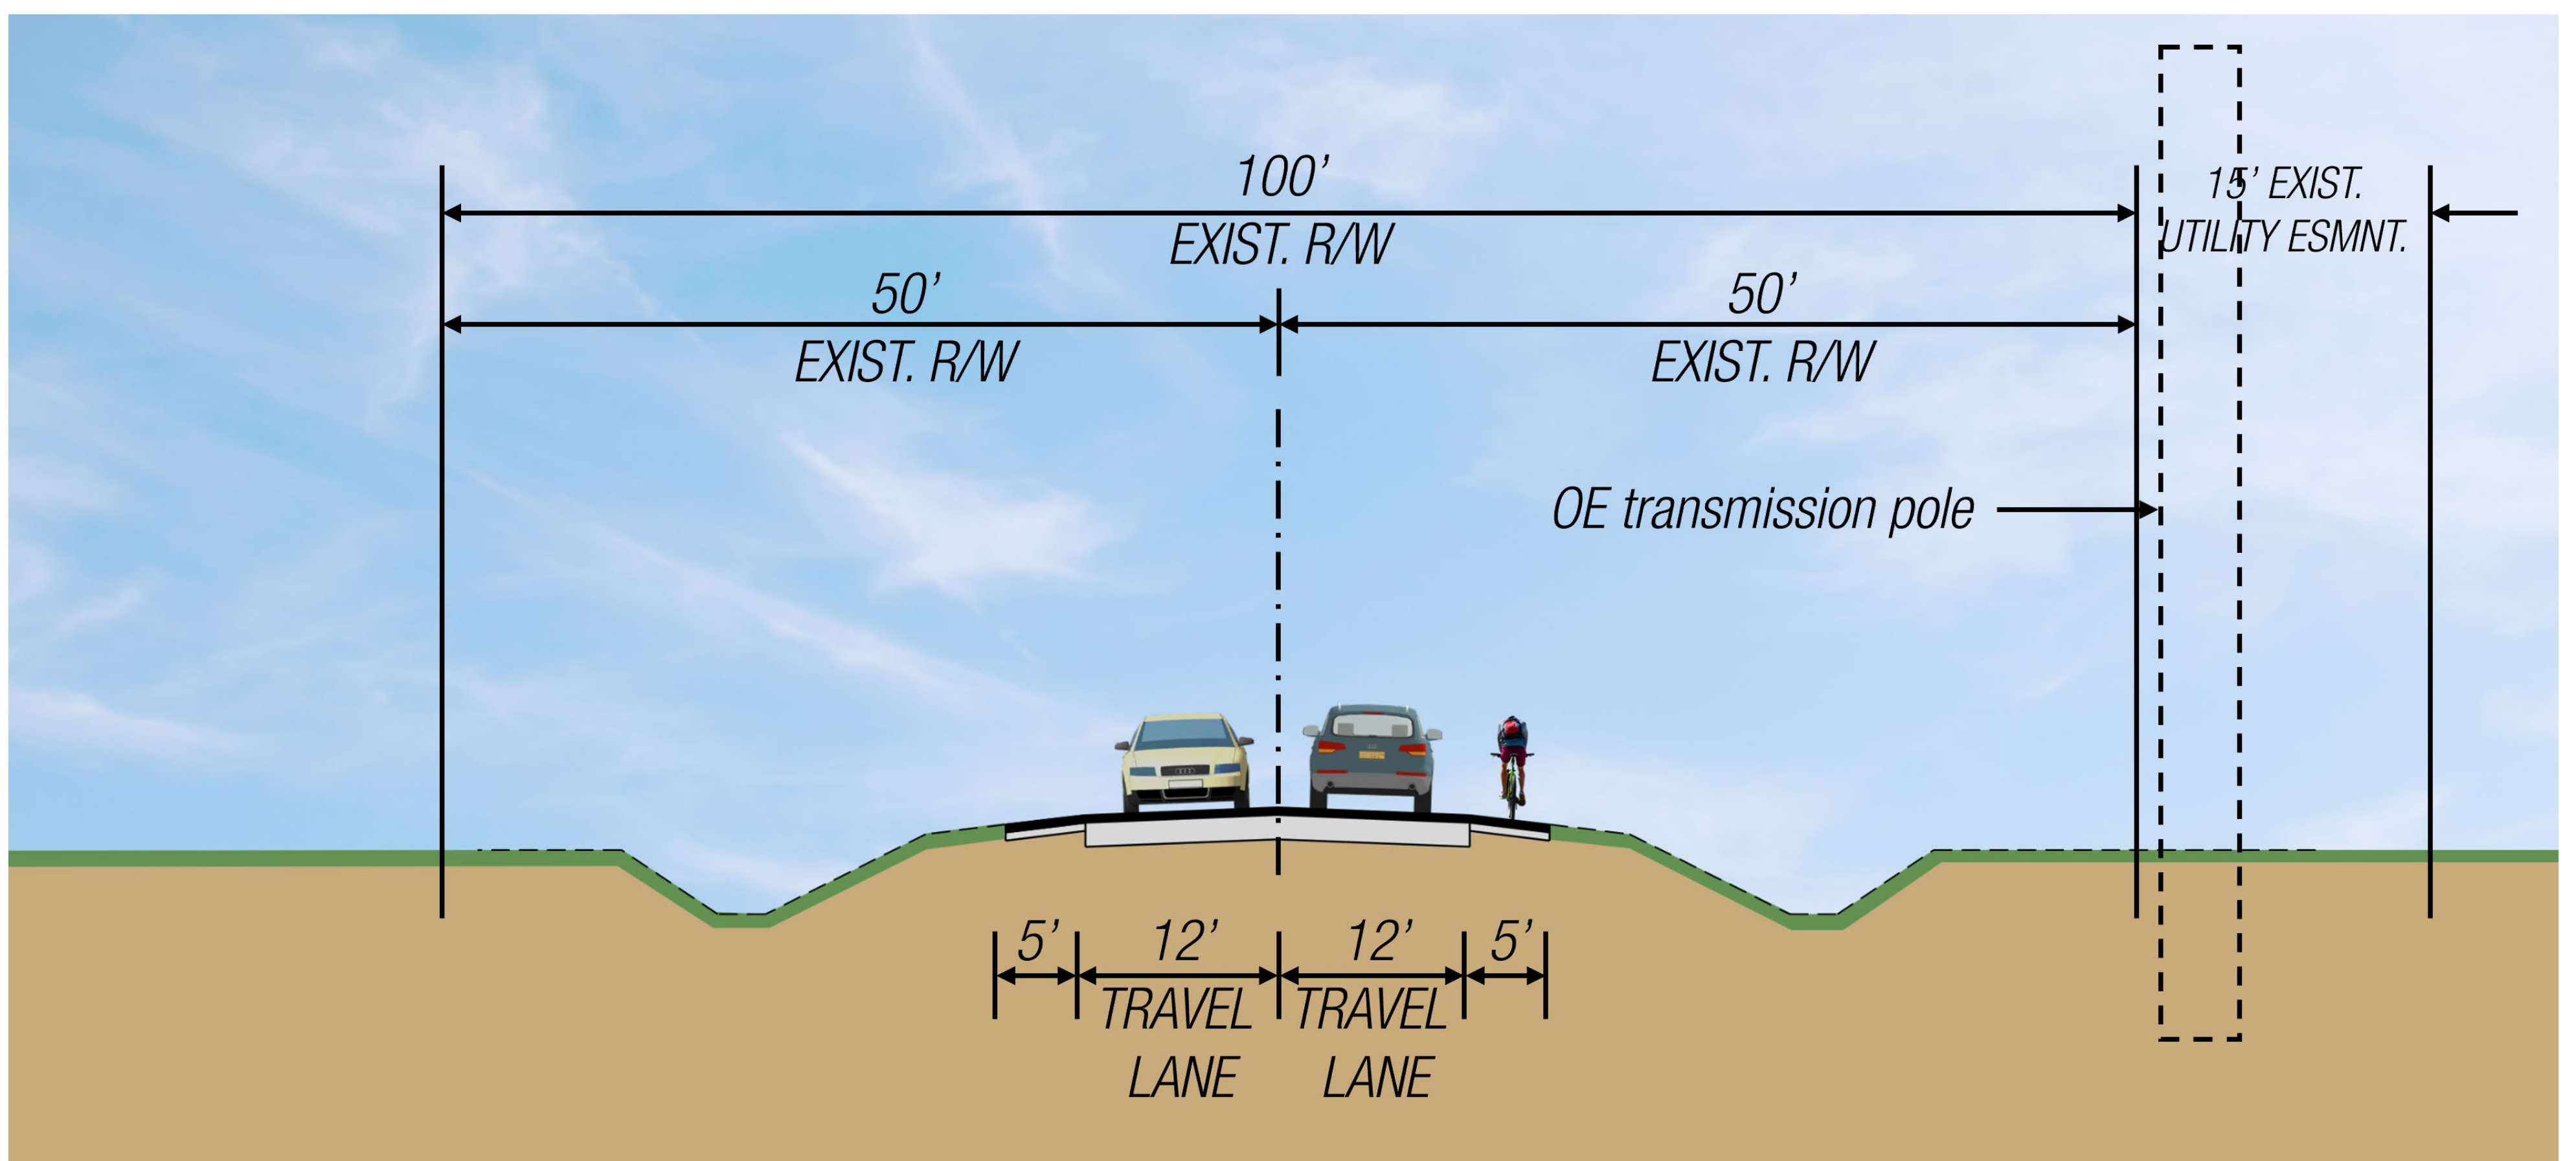 100’
EXIST. R/W
15’ EXIST.
UTILITY ESMNT.
50’
EXIST. R/W
50’
EXIST. R/W
OE transmission pole
5’
12’
12’
5’
TRAVEL
LANE
TRAVEL
LANE